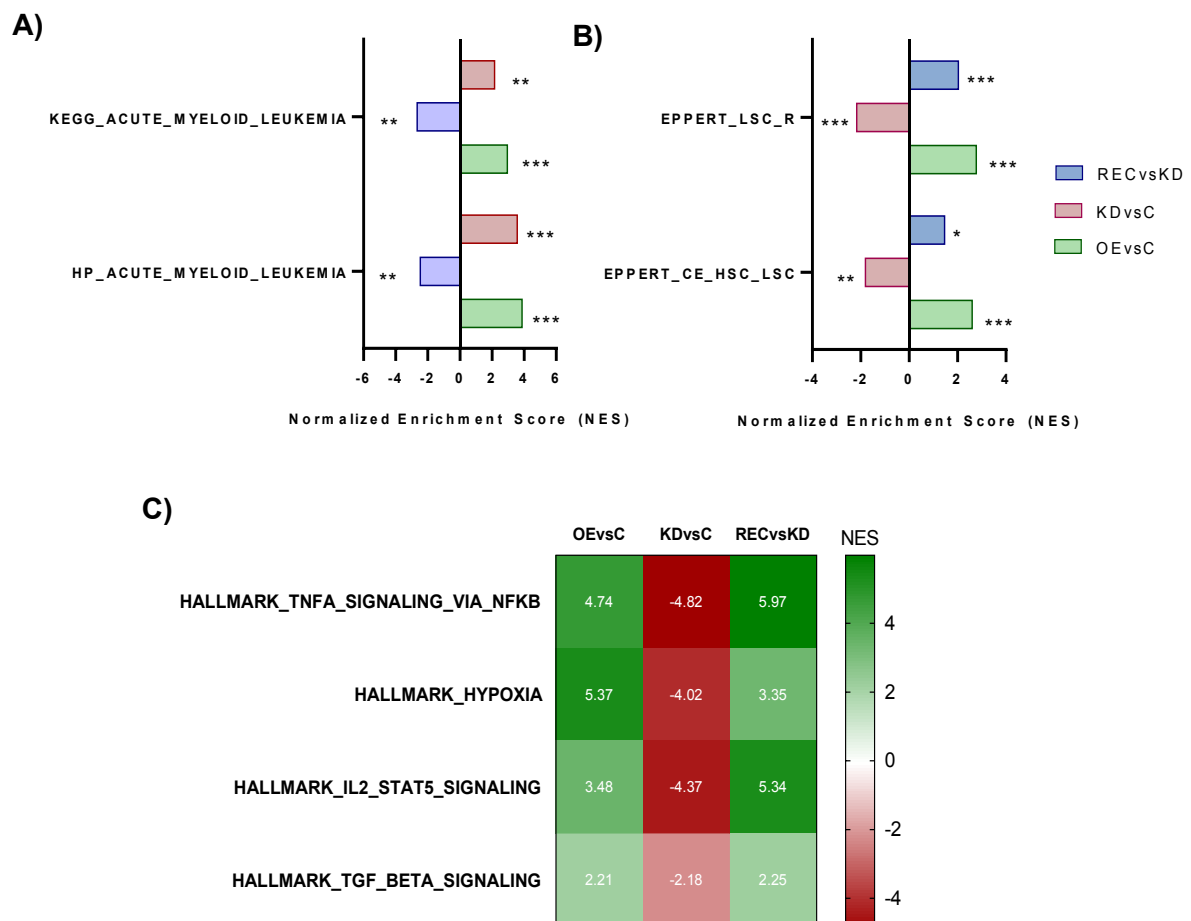 A)
**
KEGG_ACUTE_MYELOID_LEUKEMIA
**
***
***
HP_ACUTE_MYELOID_LEUKEMIA
**
***
-6 -4 -2 0 2 4 6
Normalized Enrichment Score (NES)
B)
***
EPPERT_LSC_R
***
***
*
EPPERT_CE_HSC_LSC
**
***
-4 -2 0 2 4
Normalized Enrichment Score (NES)
RECvsKD
KDvsC
OEvsC
C)
OEvsC KDvsC RECvsKD
HALLMARK_TNFA_SIGNALING_VIA_NFKB 4.74 -4.82 5.97
HALLMARK_HYPOXIA 5.37 -4.02 3.35
HALLMARK_IL2_STAT5_SIGNALING 3.48 -4.37 5.34
HALLMARK_TGF_BETA_SIGNALING 2.21 -2.18 2.25
NES
4
2
0
-2
-4